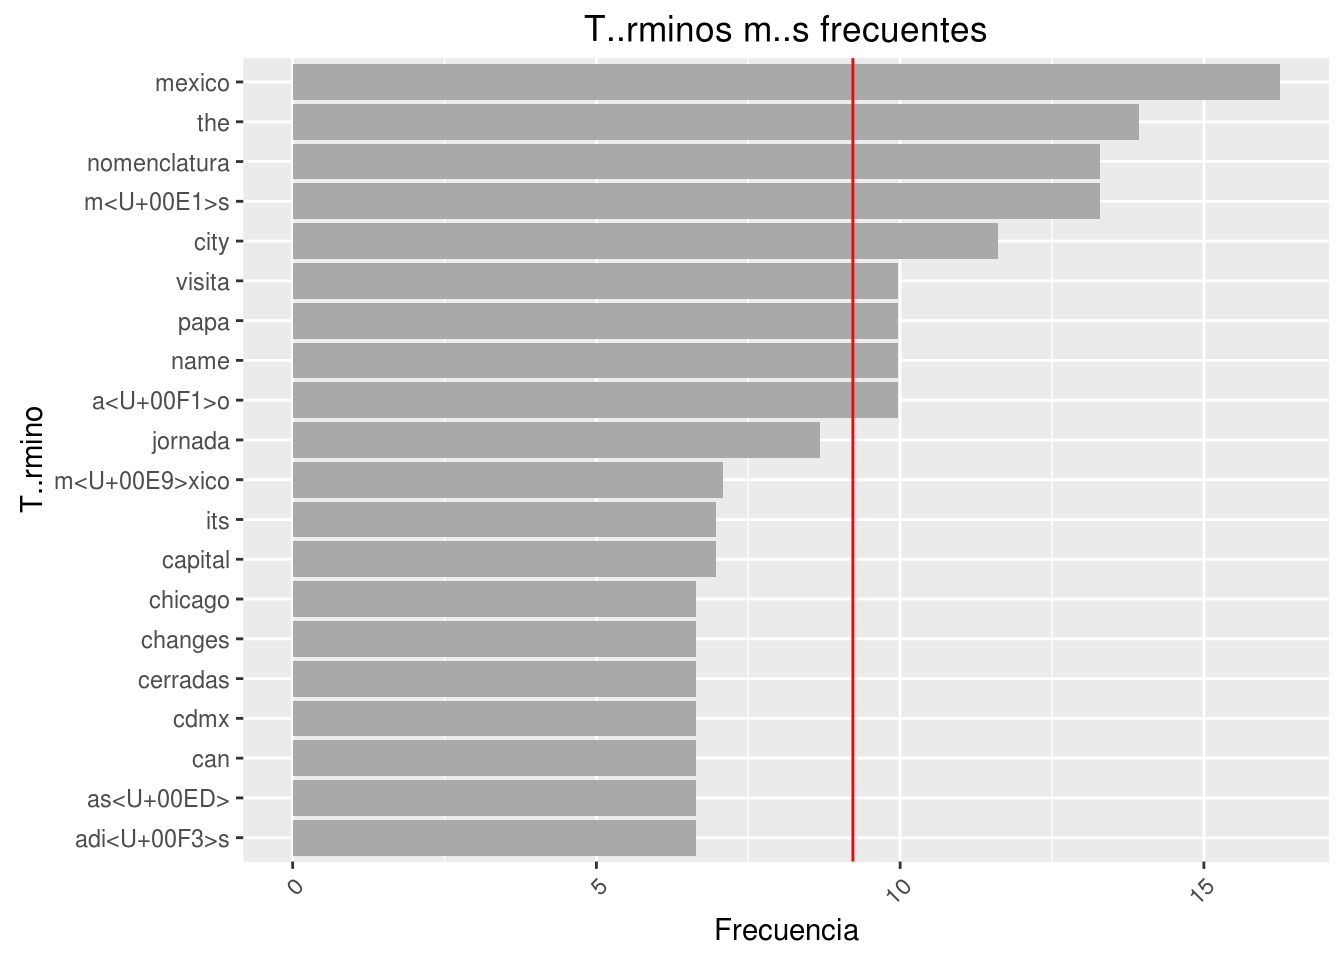 T..rminos m..s frecuentes
T..rmino
mexico
the
nomenclatura
m<U+00E1>s
city
visita
papa
name
a<U+00F1>o
jornada
m<U+00E9>xico
its
capital
chicago
changes
cerradas
cdmx
can
as<U+00ED>
adi<U+00F3>s
0
5
10
15
Frecuencia